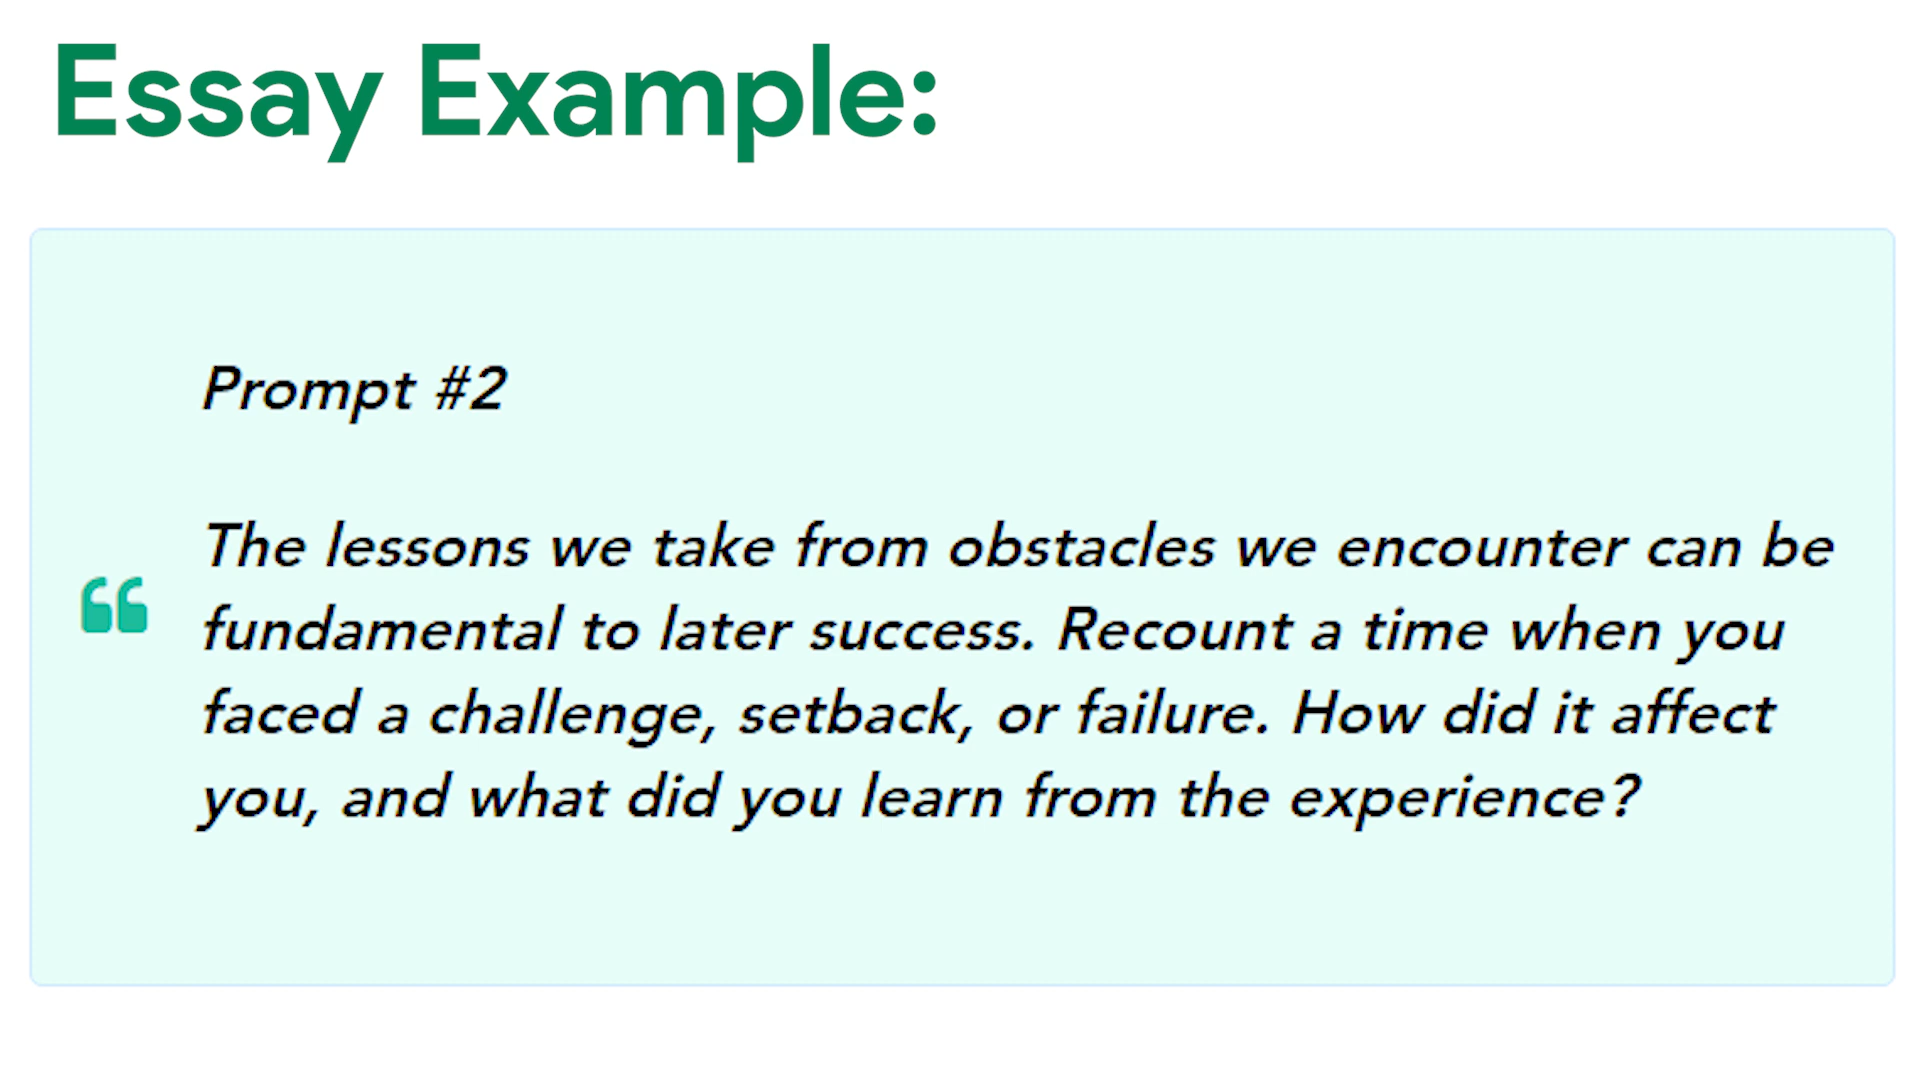 Essay Example:
Prompt #2
The lessons we take from obstacles we encounter can be
fundamental to later success. Recount a time when you
faced a challenge, setback, or failure. How did it affect
you, and what did you learn from the experience?